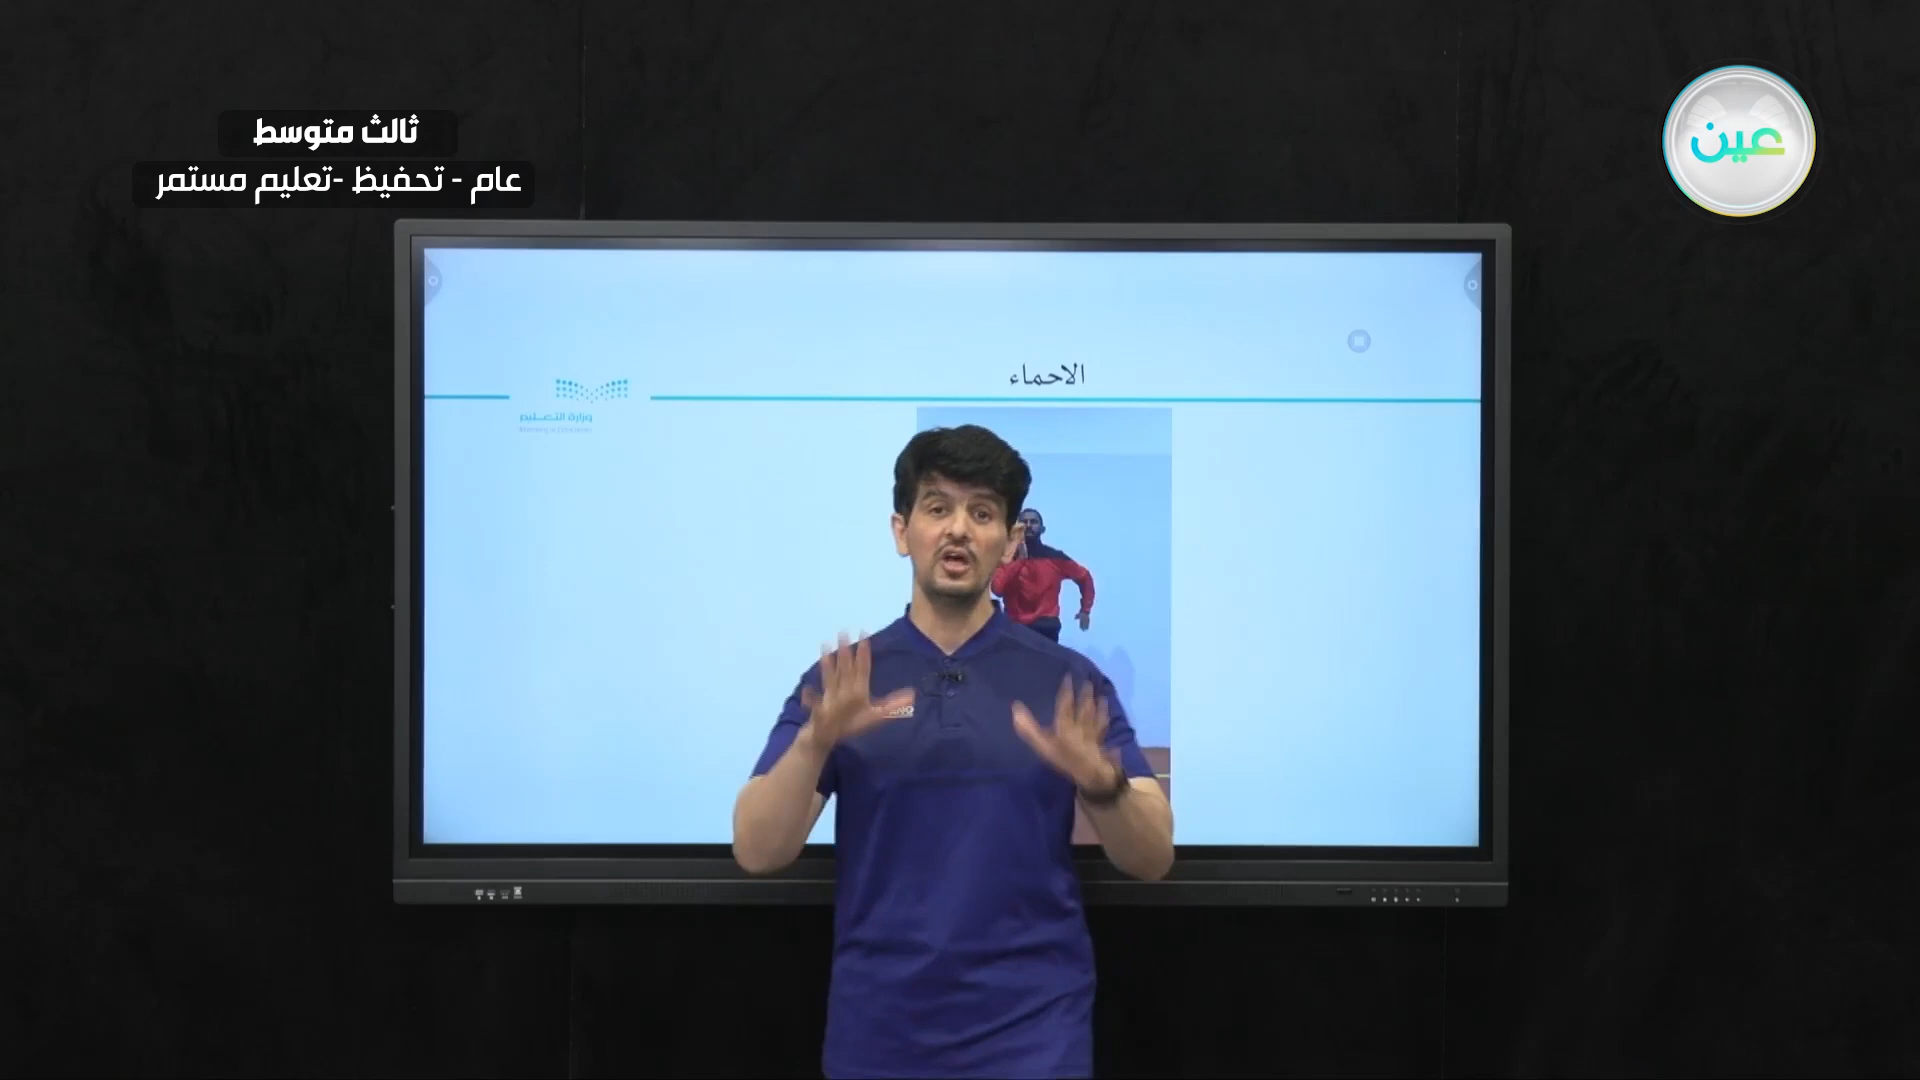 ثالث متوسط
عام - تحفيظ -تعليم مستمر
عين
الاحماء
وزارة التعليم